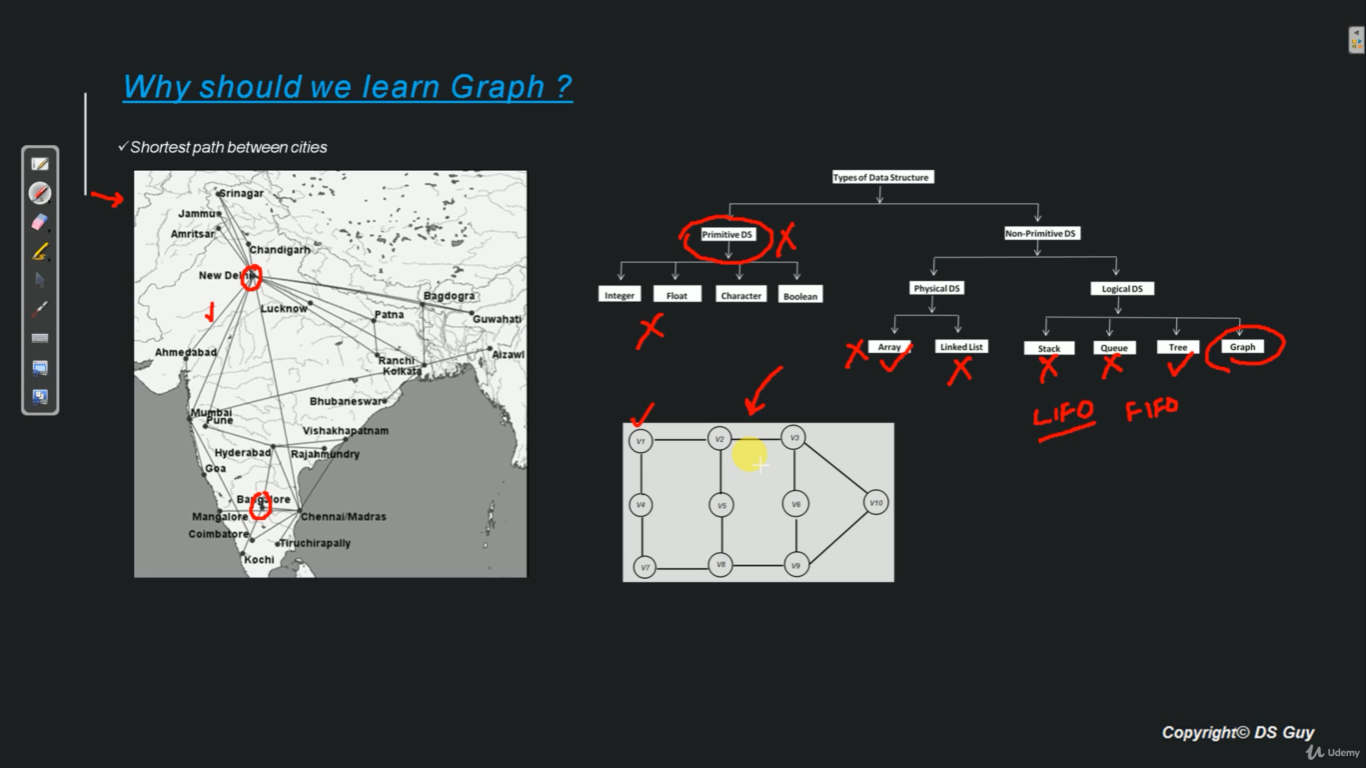 Why should we learn Graph ?
✓ Shortest path between cities
Srinagar
Jammu
Amritsar
Chandigarh
New Delhi
Lucknow
Patna
Bagdogra
Guwahati
Ahmedabad
Ranchi
Kolkata
Aizawl
Mumbai
Pune
Bhubaneswar
Vishakhapatnam
Hyderabad
Rajahmundry
Goa
Bangalore
Mangalore
Chennai/Madras
Coimbatore
Tiruchirapally
Kochi
Types of Data Structure
Primitive DS
Non-Primitive DS
Integer
Float
Character
Boolean
Physical DS
Logical DS
Array
Linked List
Stack
Queue
Tree
Graph
LIFO
FIFO
V1
V2
V3
V4
V5
V6
V10
V7
V8
V9
Copyright© DS Guy
Udemy